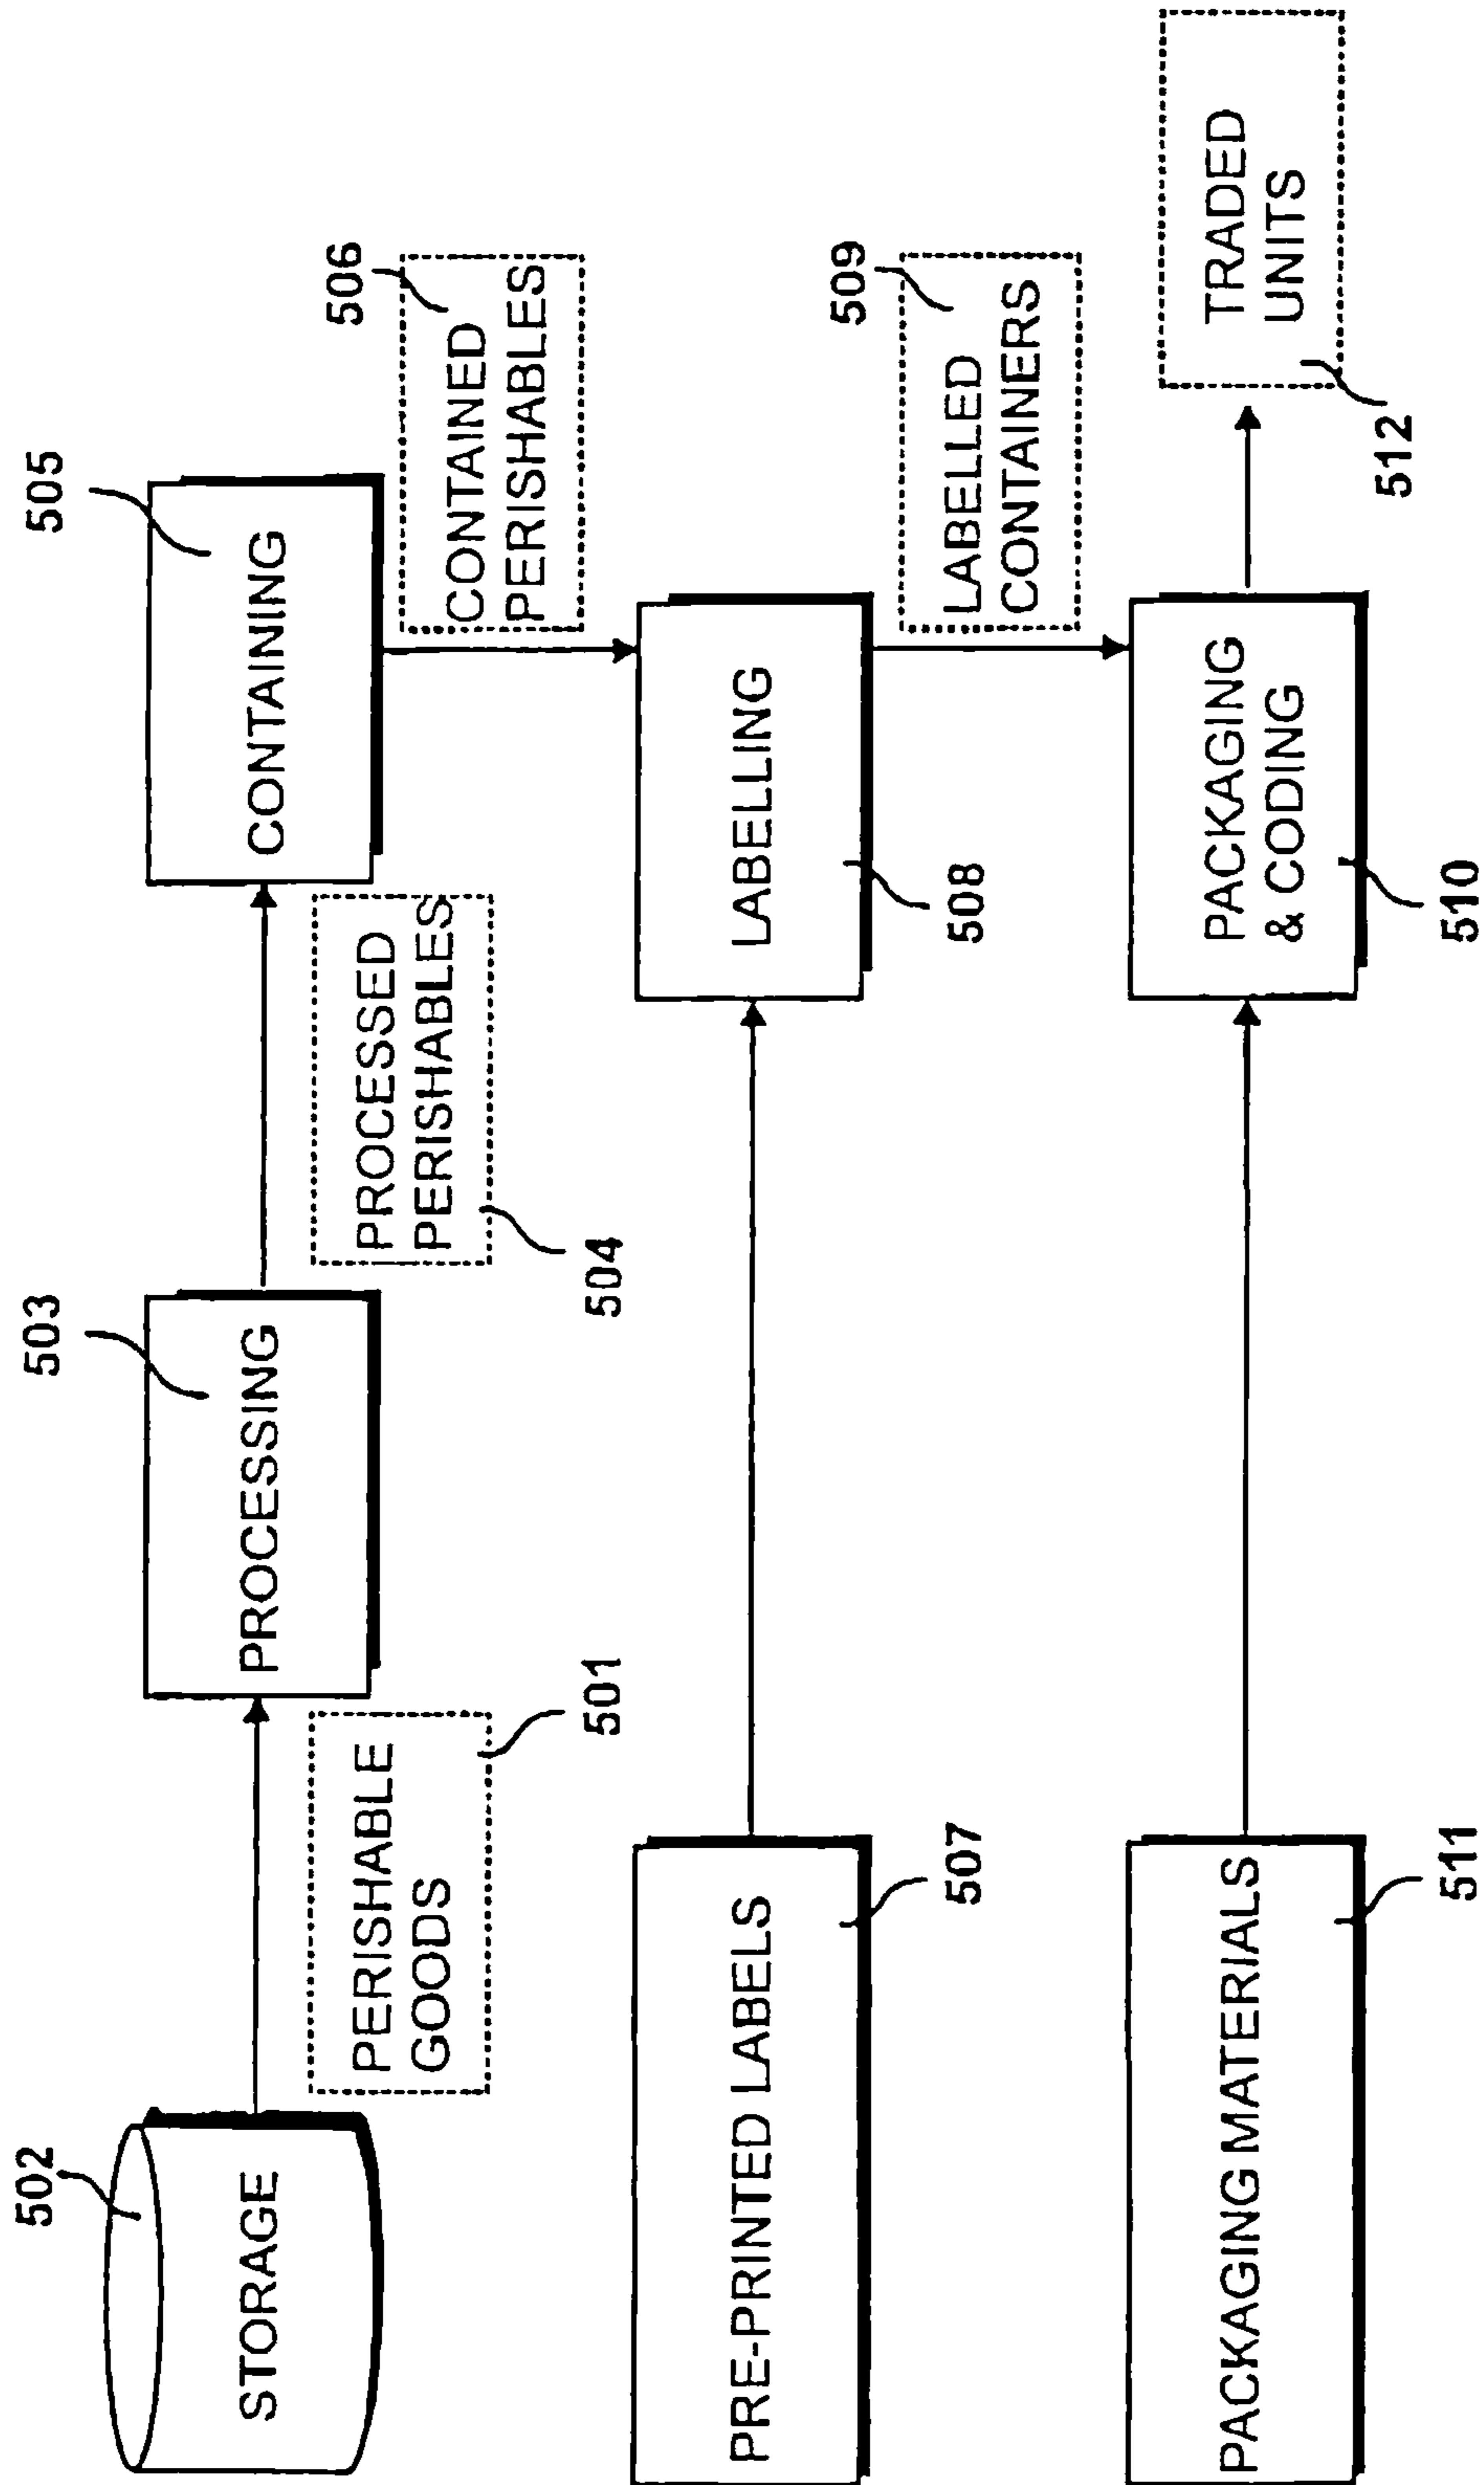 502
STORAGE
PERISHABLE
GOODS
501
503
PROCESSING
PROCESSED
PERISHABLES
504
505
CONTAINING
CONTAINED
PERISHABLES
506
PRE-PRINTED LABELS
507
LABELLING
508
LABELLED
CONTAINERS
509
PACKAGING MATERIALS
511
PACKAGING
& CODING
510
TRADED
UNITS
512